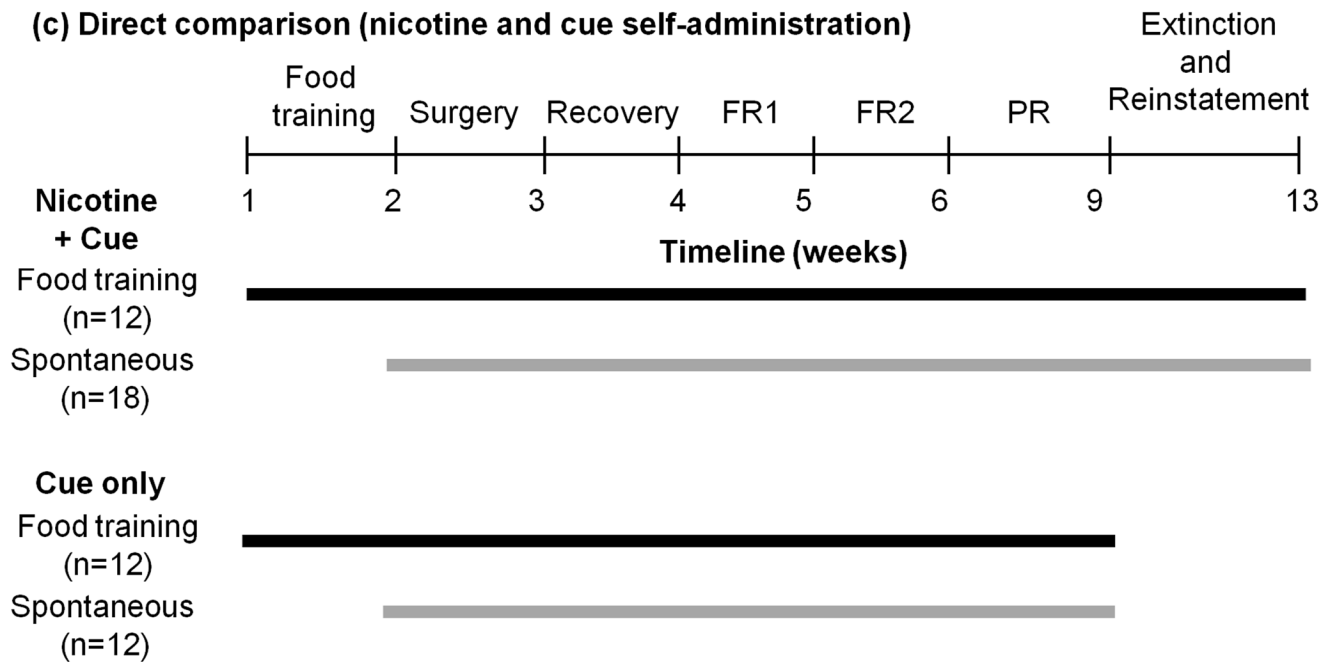 (c) Direct comparison (nicotine and cue self-administration)
Extinction
and
Reinstatement
Food
training
Surgery
Recovery
FR1
FR2
PR
1 2 3 4 5 6 9 13
Timeline (weeks)
Nicotine
+ Cue
Food training
(n=12)
Spontaneous
(n=18)
Cue only
Food training
(n=12)
Spontaneous
(n=12)